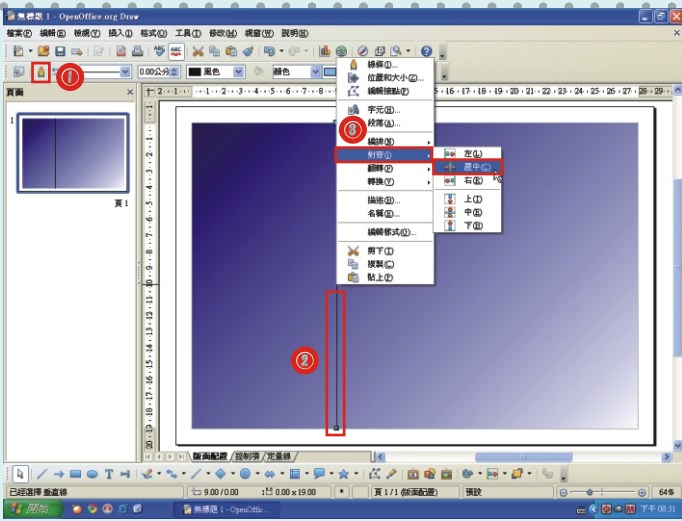 無標題 1 - OpenOffice.org Draw
檔案(F) 編輯(E) 檢視(V) 插入(I) 格式(O) 工具(T) 修改(M) 視窗(W) 說明(H)
① 0.00公分 黑色 顏色
頁面
1
頁 1
線條(I)...
位置和大小(Z)...
編輯接點(P)
字元(H)...
段落(A)...
③
編排(N)
對齊(I)
翻轉(F)
轉換(V)
描述(B)...
名稱(E)...
編輯樣式(Q)...
剪下(T)
複製(C)
貼上(P)
左(L)
置中(C)
右(R)
上(T)
中(E)
下(B)
②
版面配置 控制項 定量線
已經選擇 垂直線 9.00 / 0.00 0.00 x 19.00 * 頁 1 / 1 (版面配置) 預設 64%
開始 無標題 1 - OpenOffic... 下午 08:31